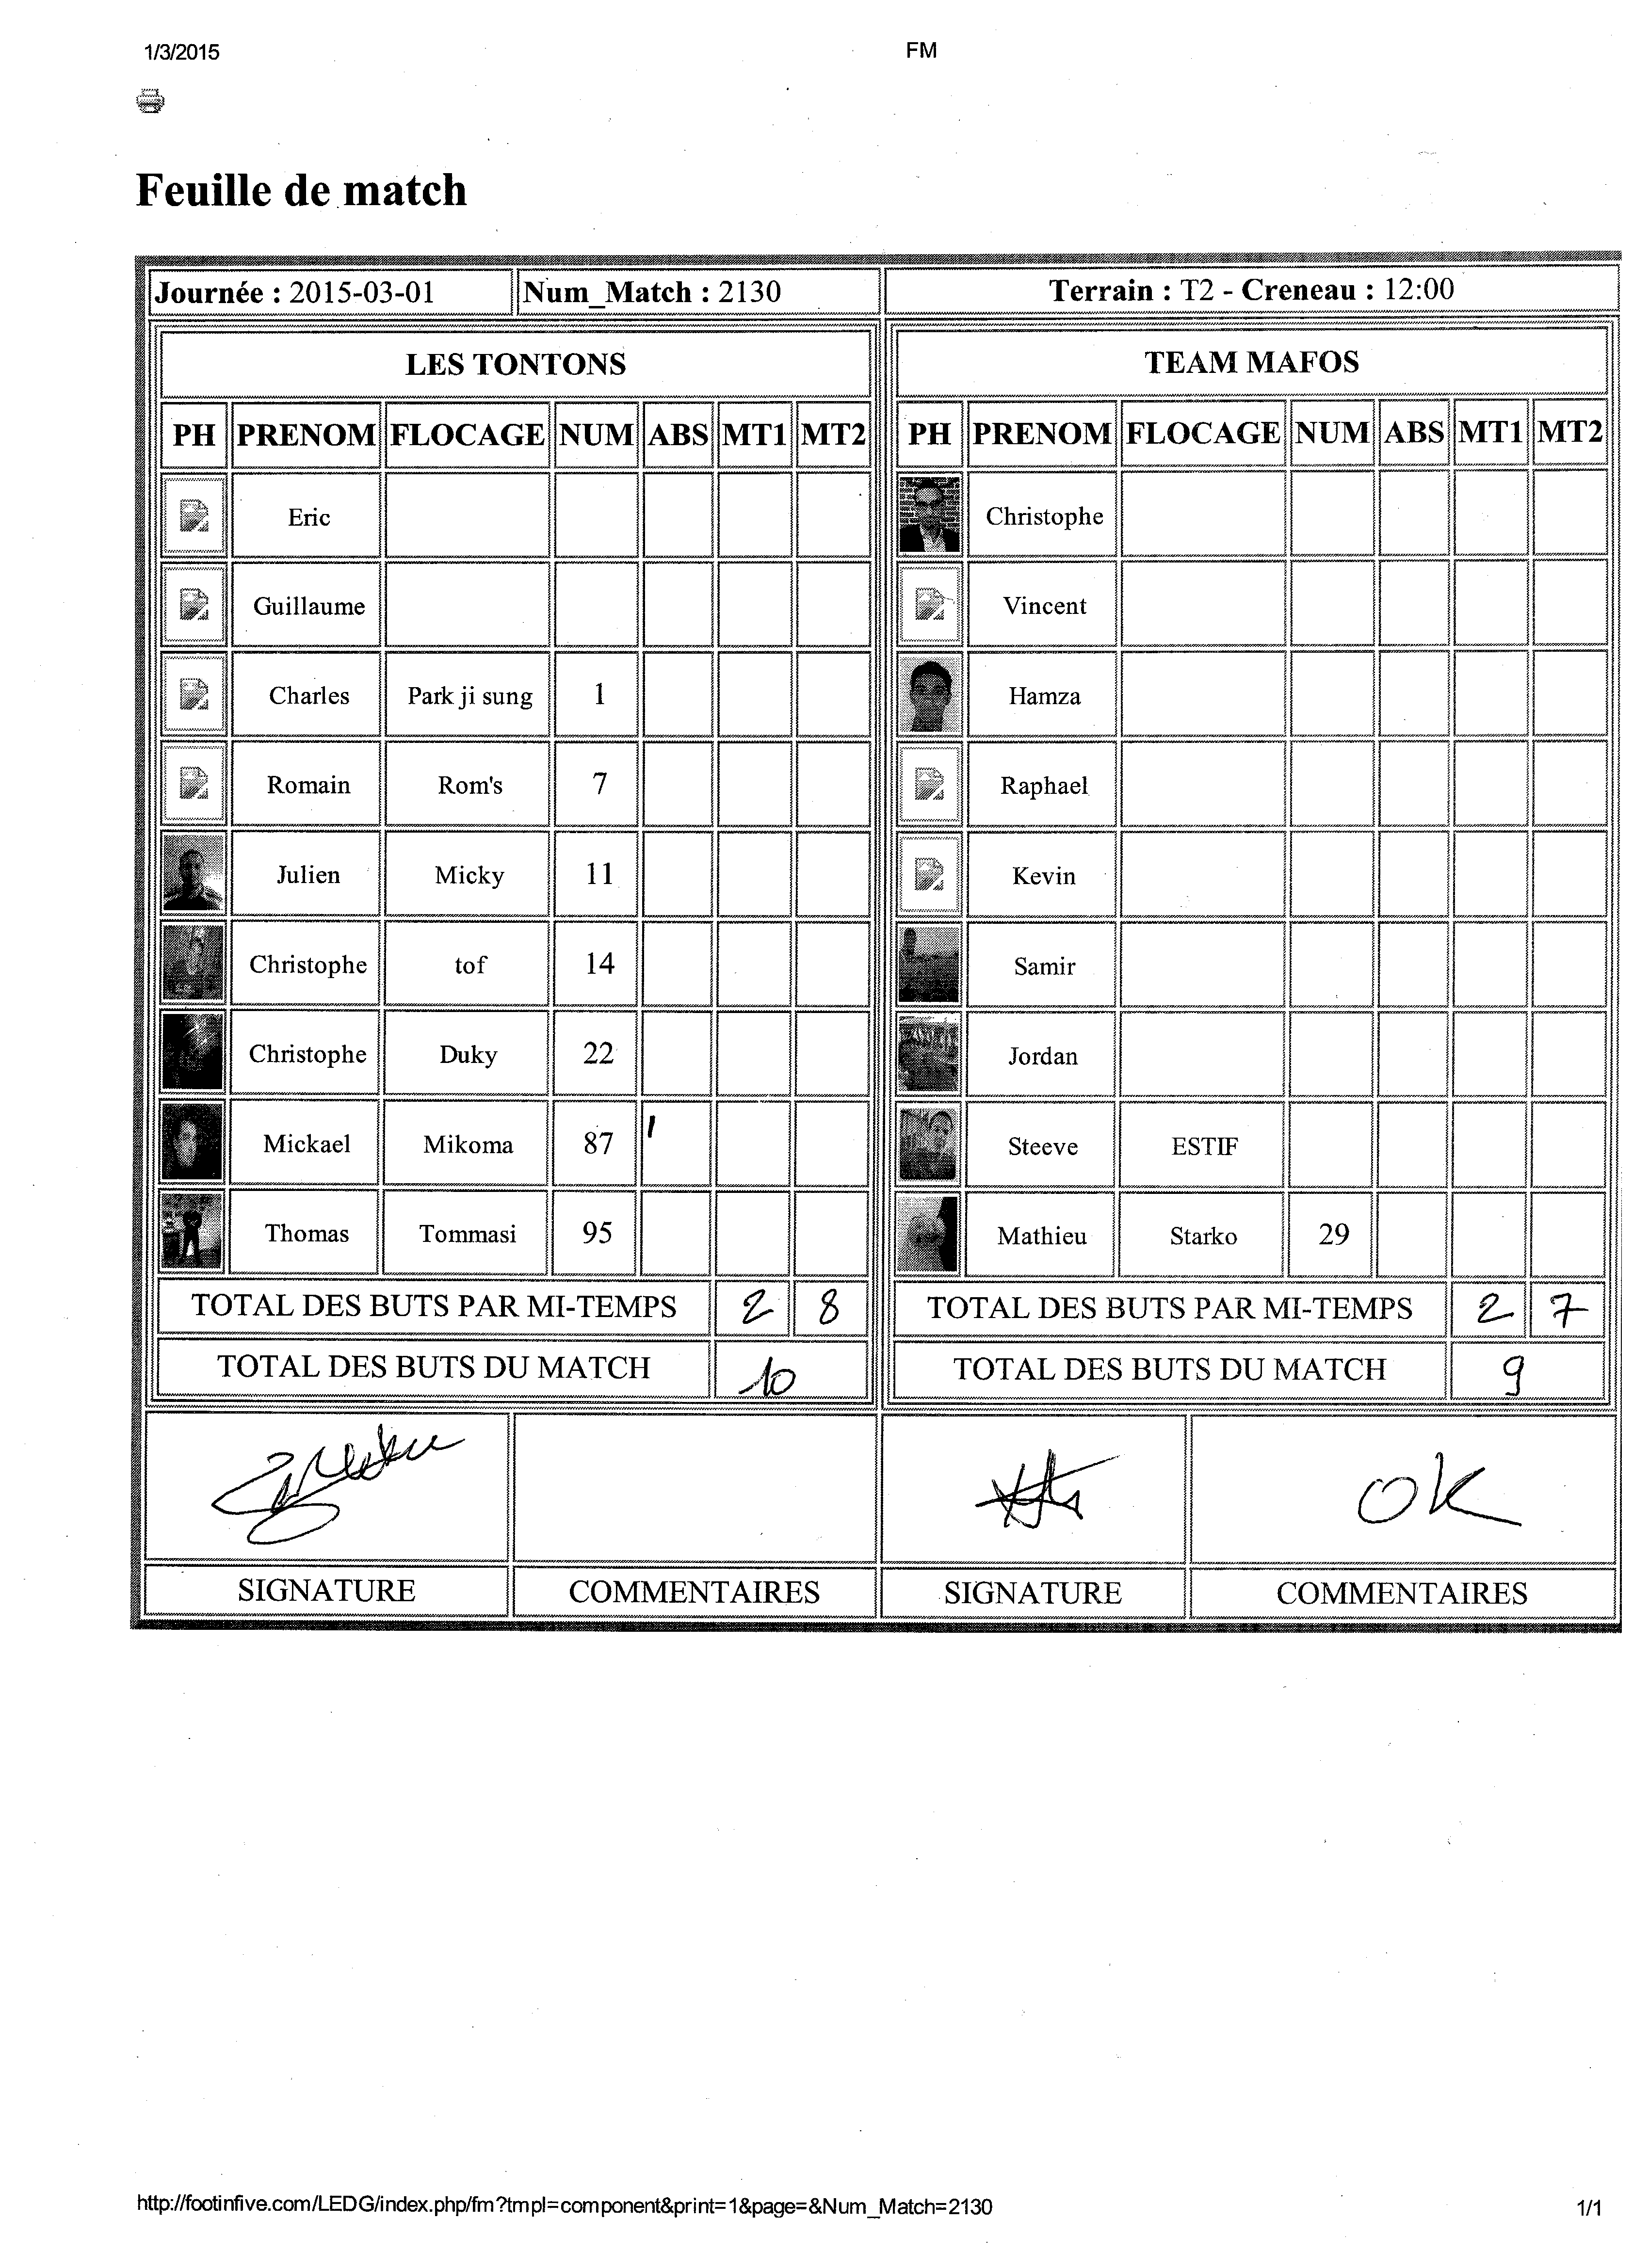 1/3/2015 FM
Feuille de match
Journée : 2015-03-01 Num_Match : 2130 Terrain : T2 - Creneau : 12:00
LES TONTONS TEAM MAFOS
PH PRENOM FLOCAGE NUM ABS MT1 MT2 PH PRENOM FLOCAGE NUM ABS MT1 MT2
Eric Christophe
Guillaume Vincent
Charles Park ji sung 1 Hamza
Romain Rom's 7 Raphael
Julien Micky 11 Kevin
Christophe tof 14 Samir
Christophe Duky 22 Jordan
Mickael Mikoma 87 Steeve ESTIF
Thomas Tommasi 95 Mathieu Starko 29
TOTAL DES BUTS PAR MI-TEMPS 2 8 TOTAL DES BUTS PAR MI-TEMPS 2 7
TOTAL DES BUTS DU MATCH 10 TOTAL DES BUTS DU MATCH 9
OK
SIGNATURE COMMENTAIRES SIGNATURE COMMENTAIRES
http://footinfive.com/LEDG/index.php/fm?tmpl=component&print=1&page=&Num_Match=2130 1/1